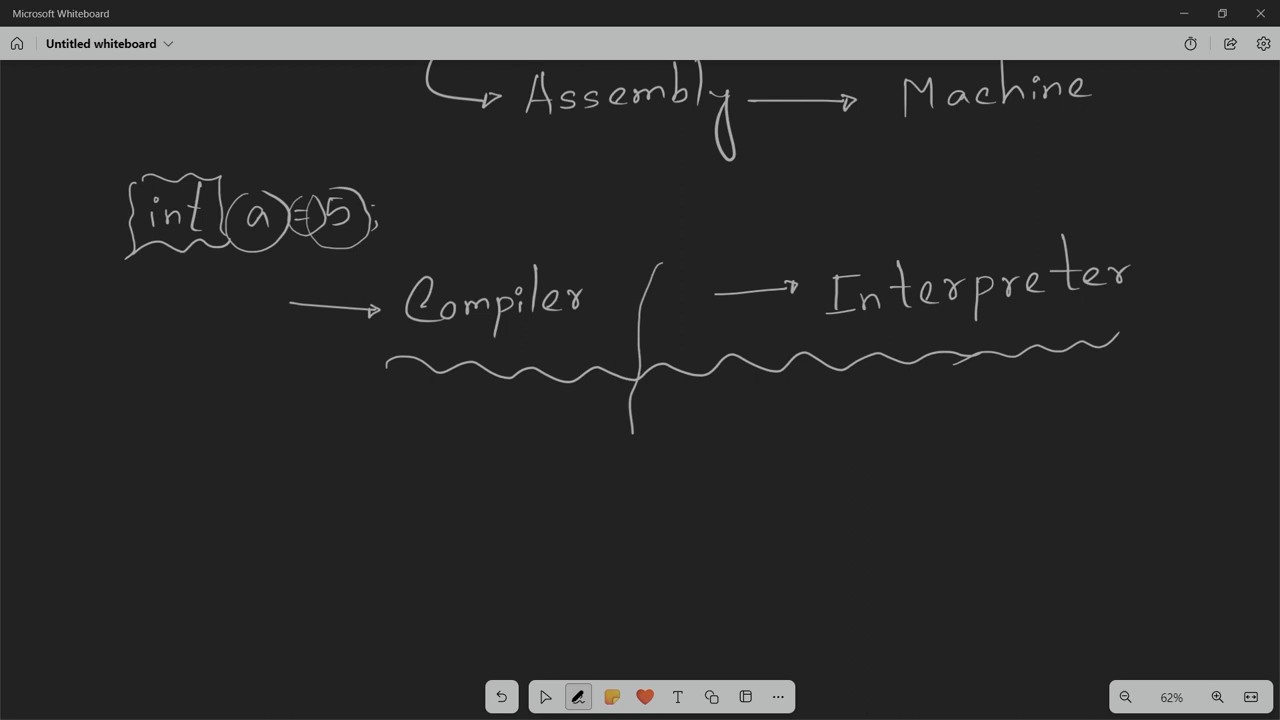 Microsoft Whiteboard
Untitled whiteboard
Assembly → Machine
int a = 5;
→ Compiler → Interpreter
62%